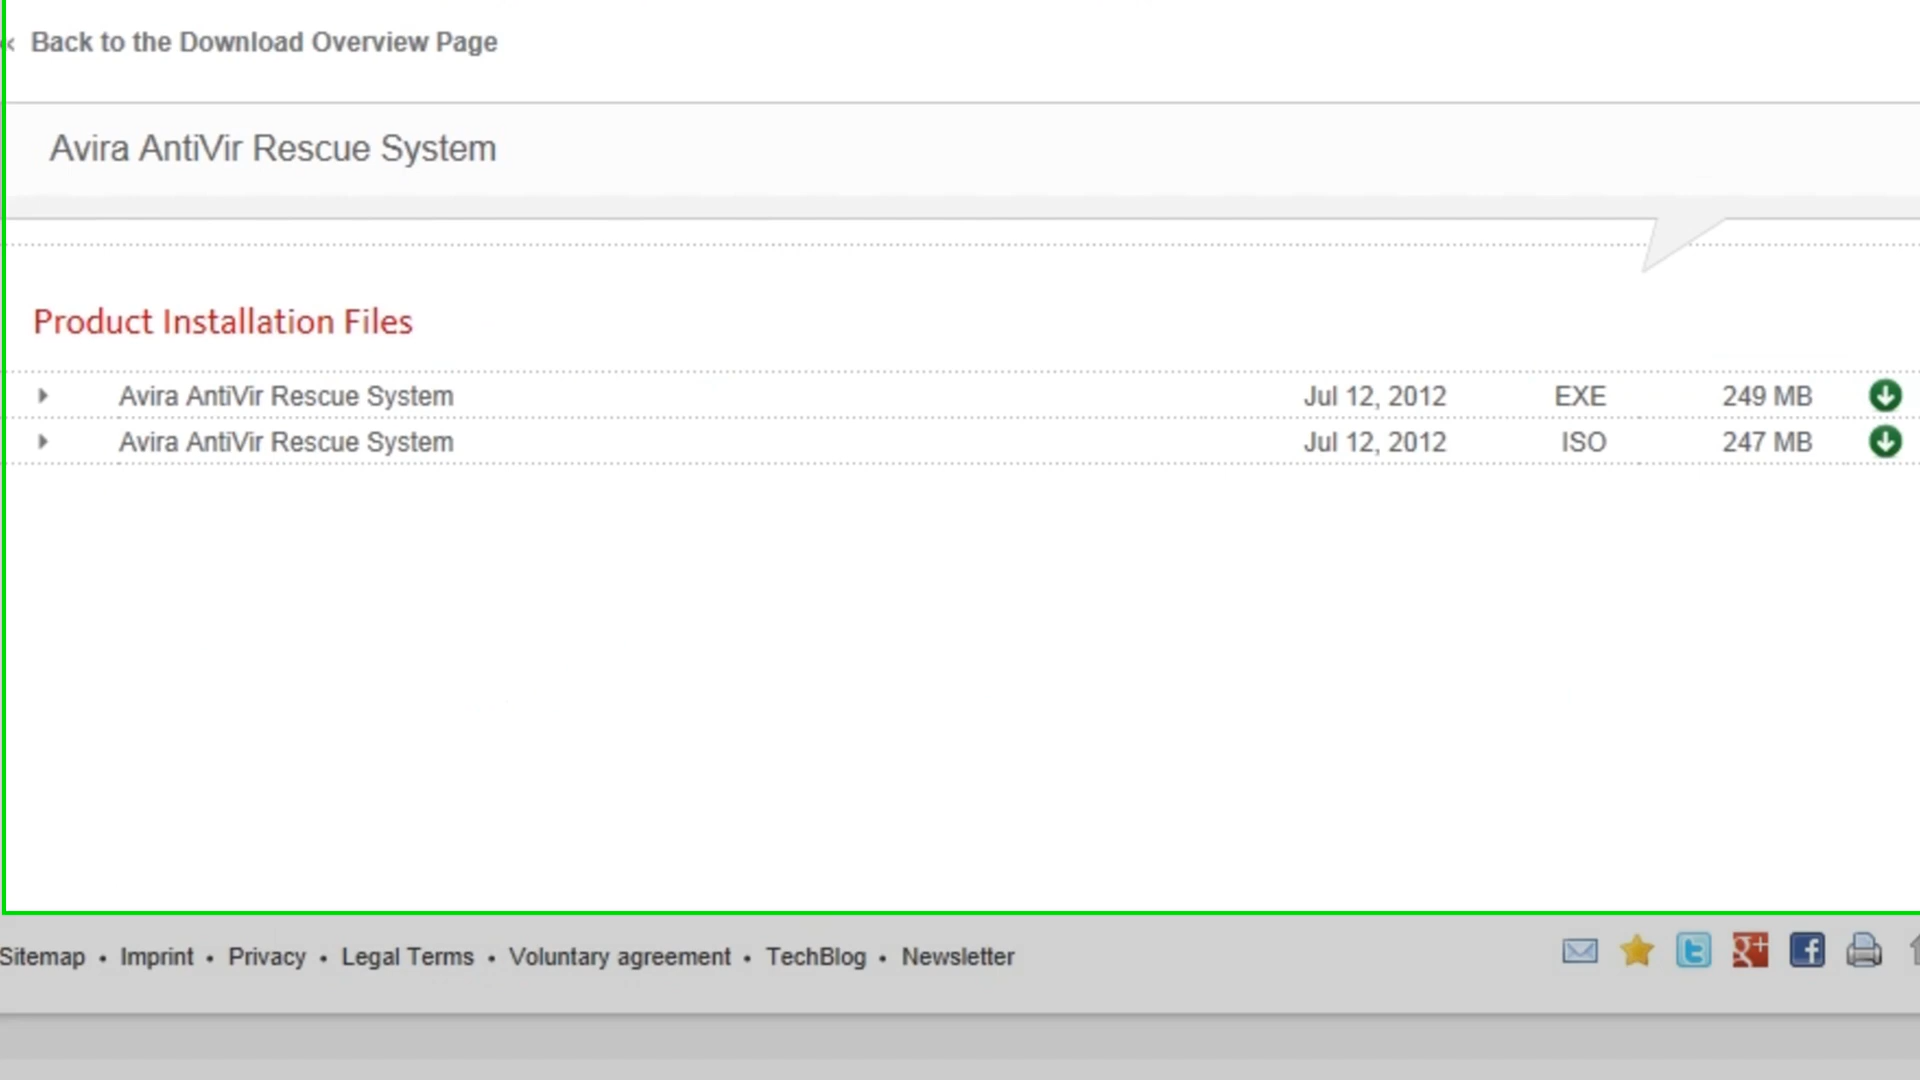 « Back to the Download Overview Page
Avira AntiVir Rescue System
Product Installation Files
Avira AntiVir Rescue System Jul 12, 2012 EXE 249 MB
Avira AntiVir Rescue System Jul 12, 2012 ISO 247 MB
Sitemap • Imprint • Privacy • Legal Terms • Voluntary agreement • TechBlog • Newsletter